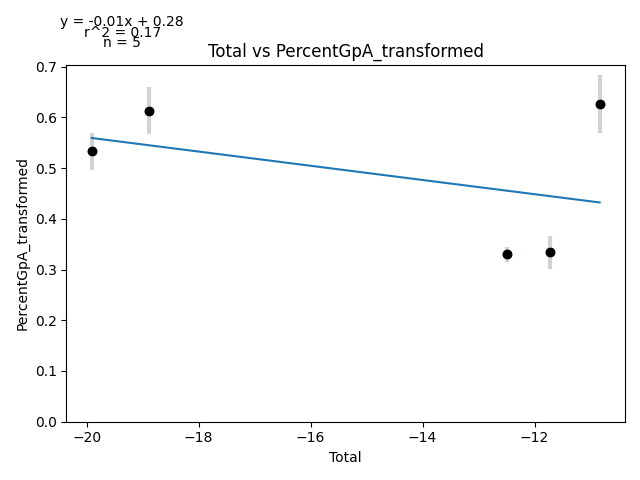 y = -0.01x + 0.28
r^2 = 0.17
n = 5
Total vs PercentGpA_transformed
0.7
0.6
0.5
0.4
0.3
0.2
0.1
0.0
PercentGpA_transformed
−20
−18
−16
−14
−12
Total